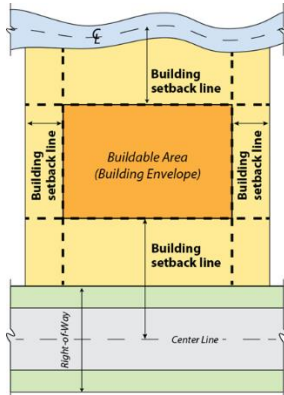 ℄
Building
setback line
Building
setback line
Buildable Area
(Building Envelope)
Building
setback line
Building
setback line
Right-of-Way
Center Line